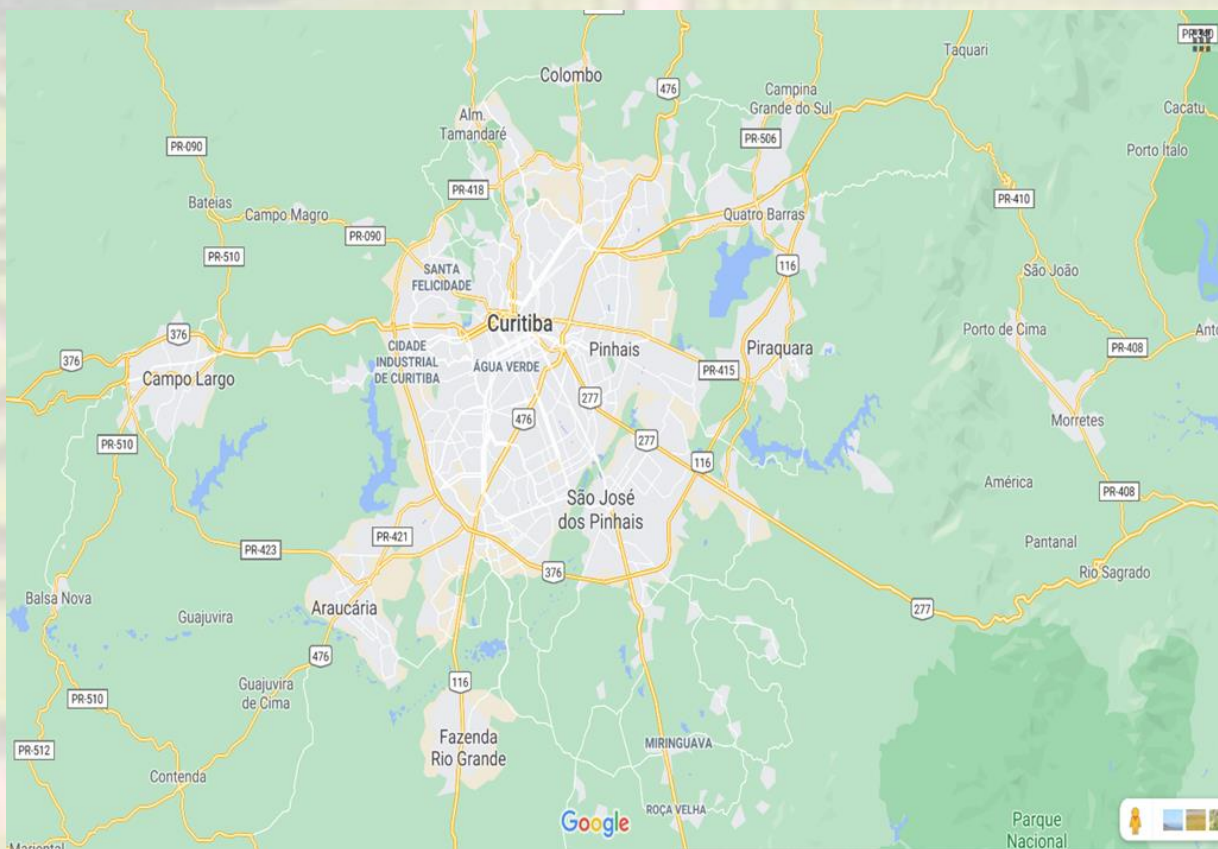 Taquari
Colombo
476
Campina
Grande do Sul
Cacatu
Alm.
Tamandaré
PR-506
PR-090
Porto Ítalo
PR-418
PR-410
Bateias
Campo Magro
Quatro Barras
PR-090
PR-510
116
SANTA
FELICIDADE
São João
376
Curitiba
Porto de Cima
CIDADE
INDUSTRIAL
DE CURITIBA
Pinhais
Piraquara
PR-408
376
ÁGUA VERDE
PR-415
Campo Largo
277
476
Morretes
PR-510
277
116
América
PR-408
São José
dos Pinhais
PR-421
Pantanal
PR-423
376
Rio Sagrado
Balsa Nova
Araucária
277
Guajuvira
476
Guajuvira
de Cima
116
PR-510
Fazenda
Rio Grande
MIRINGUAVA
PR-512
Contenda
ROÇA VELHA
Google
Parque
Nacional